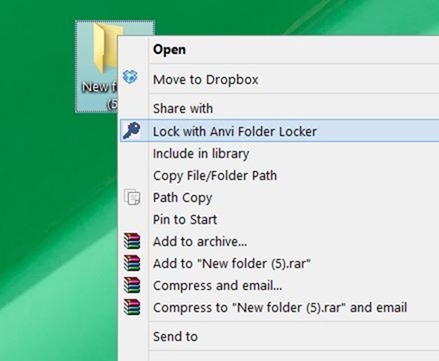 Open
Move to Dropbox
Share with
Lock with Anvi Folder Locker
Include in library
Copy File/Folder Path
Path Copy
Pin to Start
Add to archive...
Add to "New folder (5).rar"
Compress and email...
Compress to "New folder (5).rar" and email
Send to
New f
(5